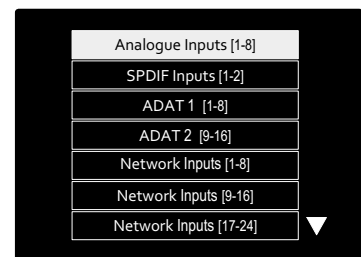 Analogue Inputs [1-8]
SPDIF Inputs [1-2]
ADAT 1 [1-8]
ADAT 2 [9-16]
Network Inputs [1-8]
Network Inputs [9-16]
Network Inputs [17-24]